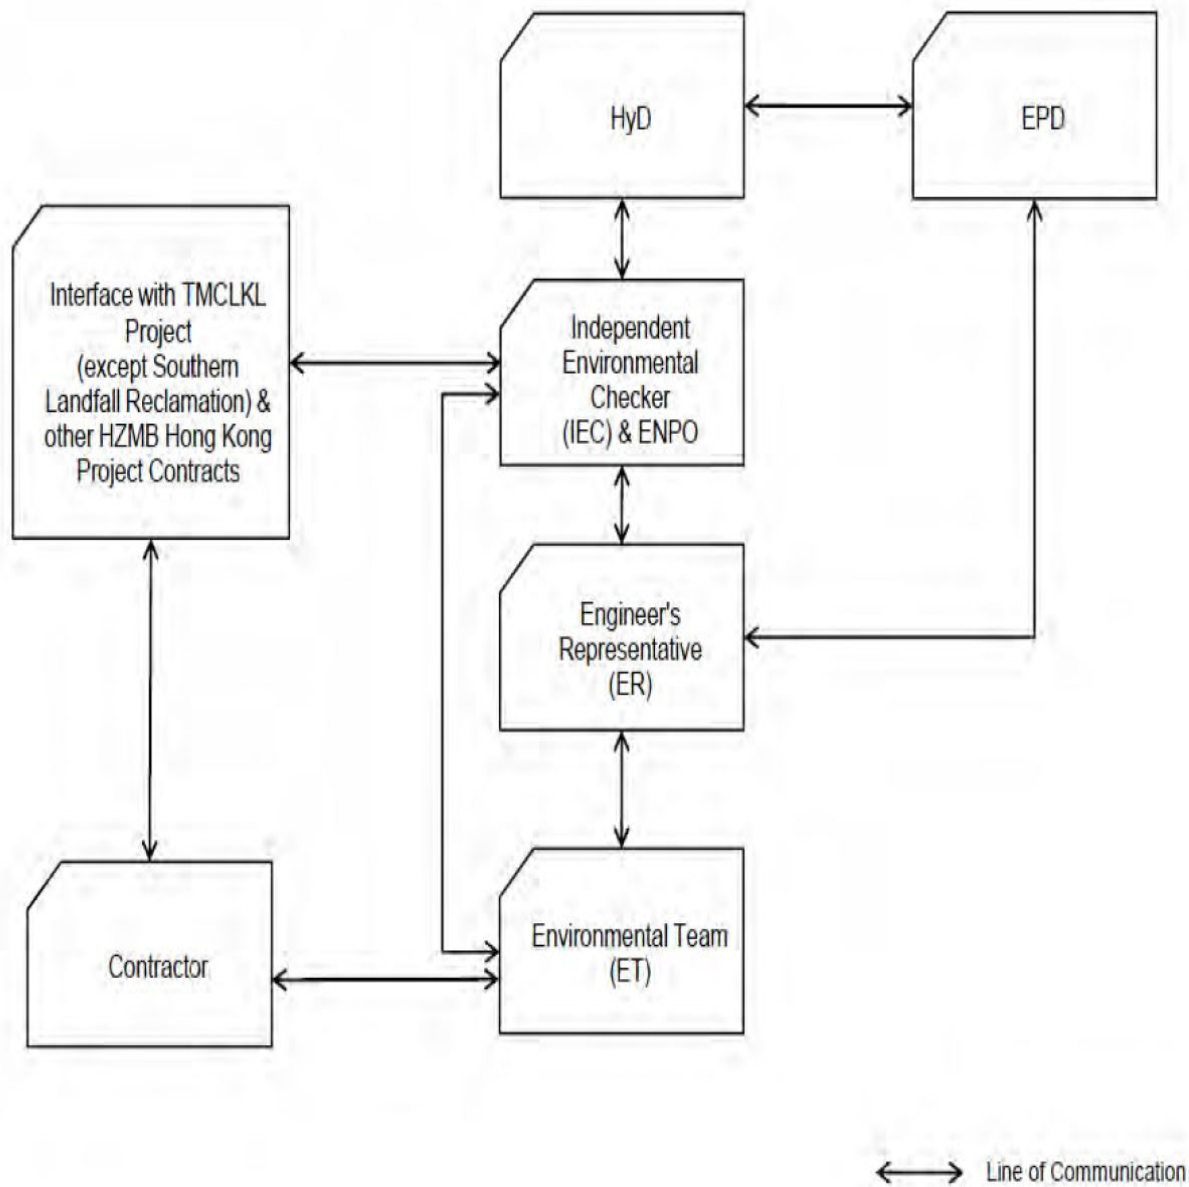 HyD
EPD
Interface with TMCLKL
Project
(except Southern
Landfall Reclamation) &
other HZMB Hong Kong
Project Contracts
Independent
Environmental
Checker
(IEC) & ENPO
Engineer's
Representative
(ER)
Contractor
Environmental Team
(ET)
Line of Communication